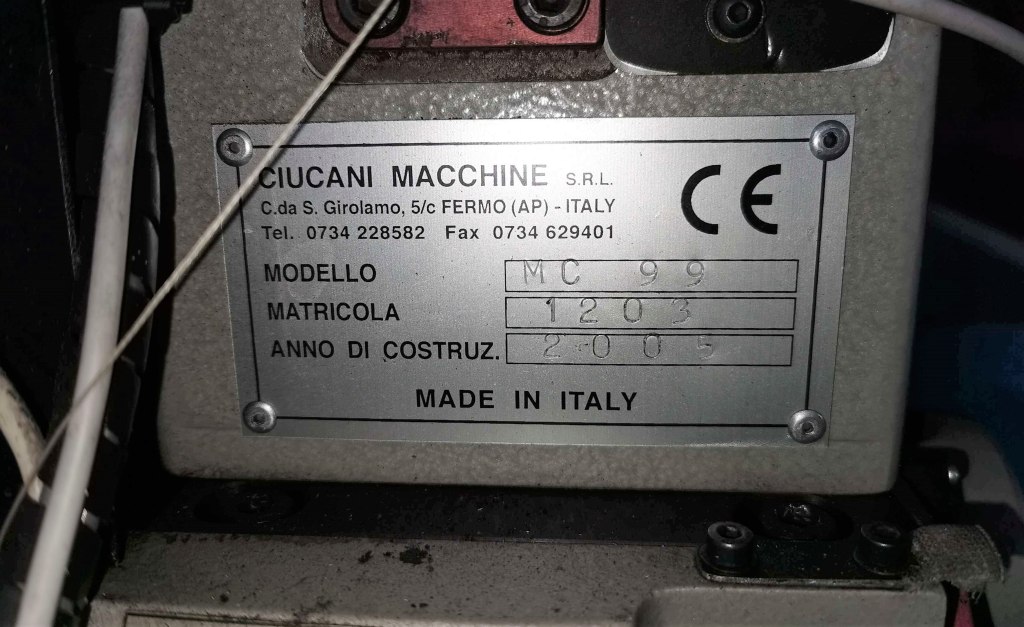 CIUCANI MACCHINE S.R.L.
C.da S. Girolamo, 5/c FERMO (AP) - ITALY
Tel. 0734 228582 Fax 0734 629401
CE
MODELLO MC 99
MATRICOLA 1203
ANNO DI COSTRUZ. 2005
MADE IN ITALY